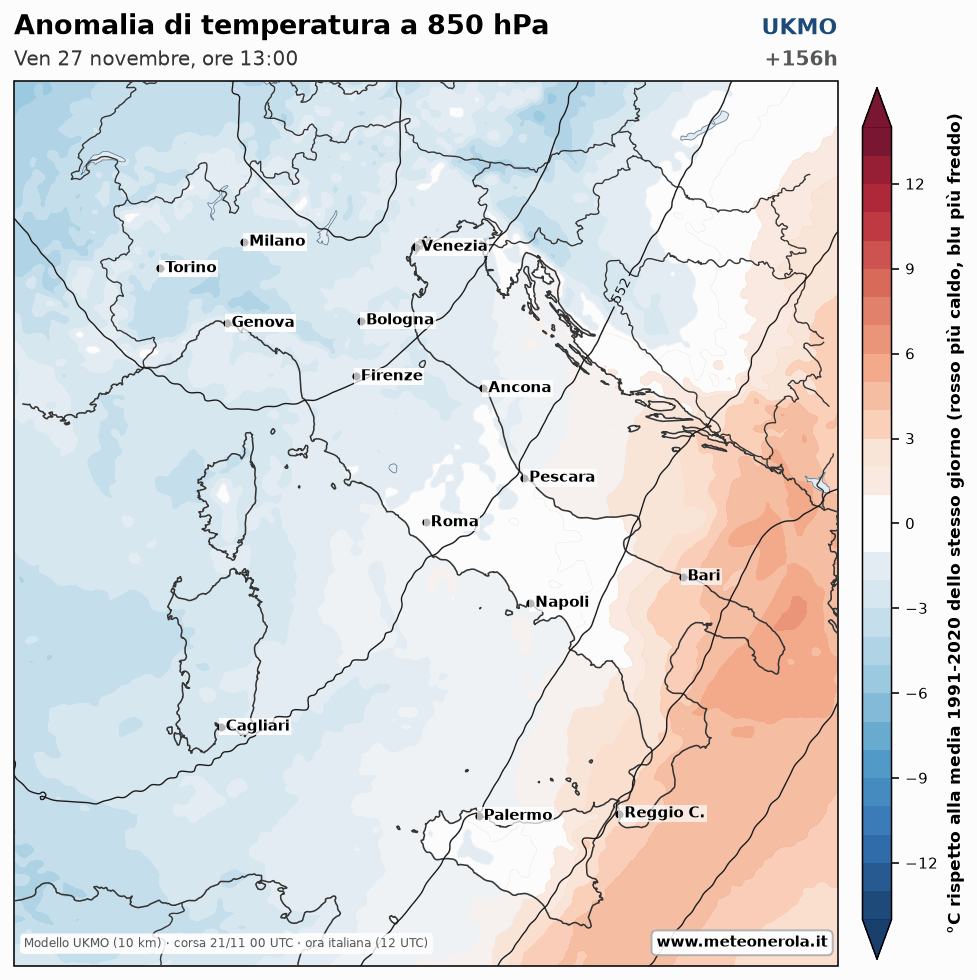 Anomalia di temperatura a 850 hPa
UKMO
Ven 27 novembre, ore 13:00
+156h
Milano
Venezia
Torino
Genova
Bologna
Firenze
Ancona
Pescara
Roma
Bari
Napoli
Cagliari
Palermo
Reggio C.
12
9
6
3
0
−3
−6
−9
−12
°C rispetto alla media 1991-2020 dello stesso giorno (rosso più caldo, blu più freddo)
Modello UKMO (10 km) · corsa 21/11 00 UTC · ora italiana (12 UTC)
www.meteonerola.it